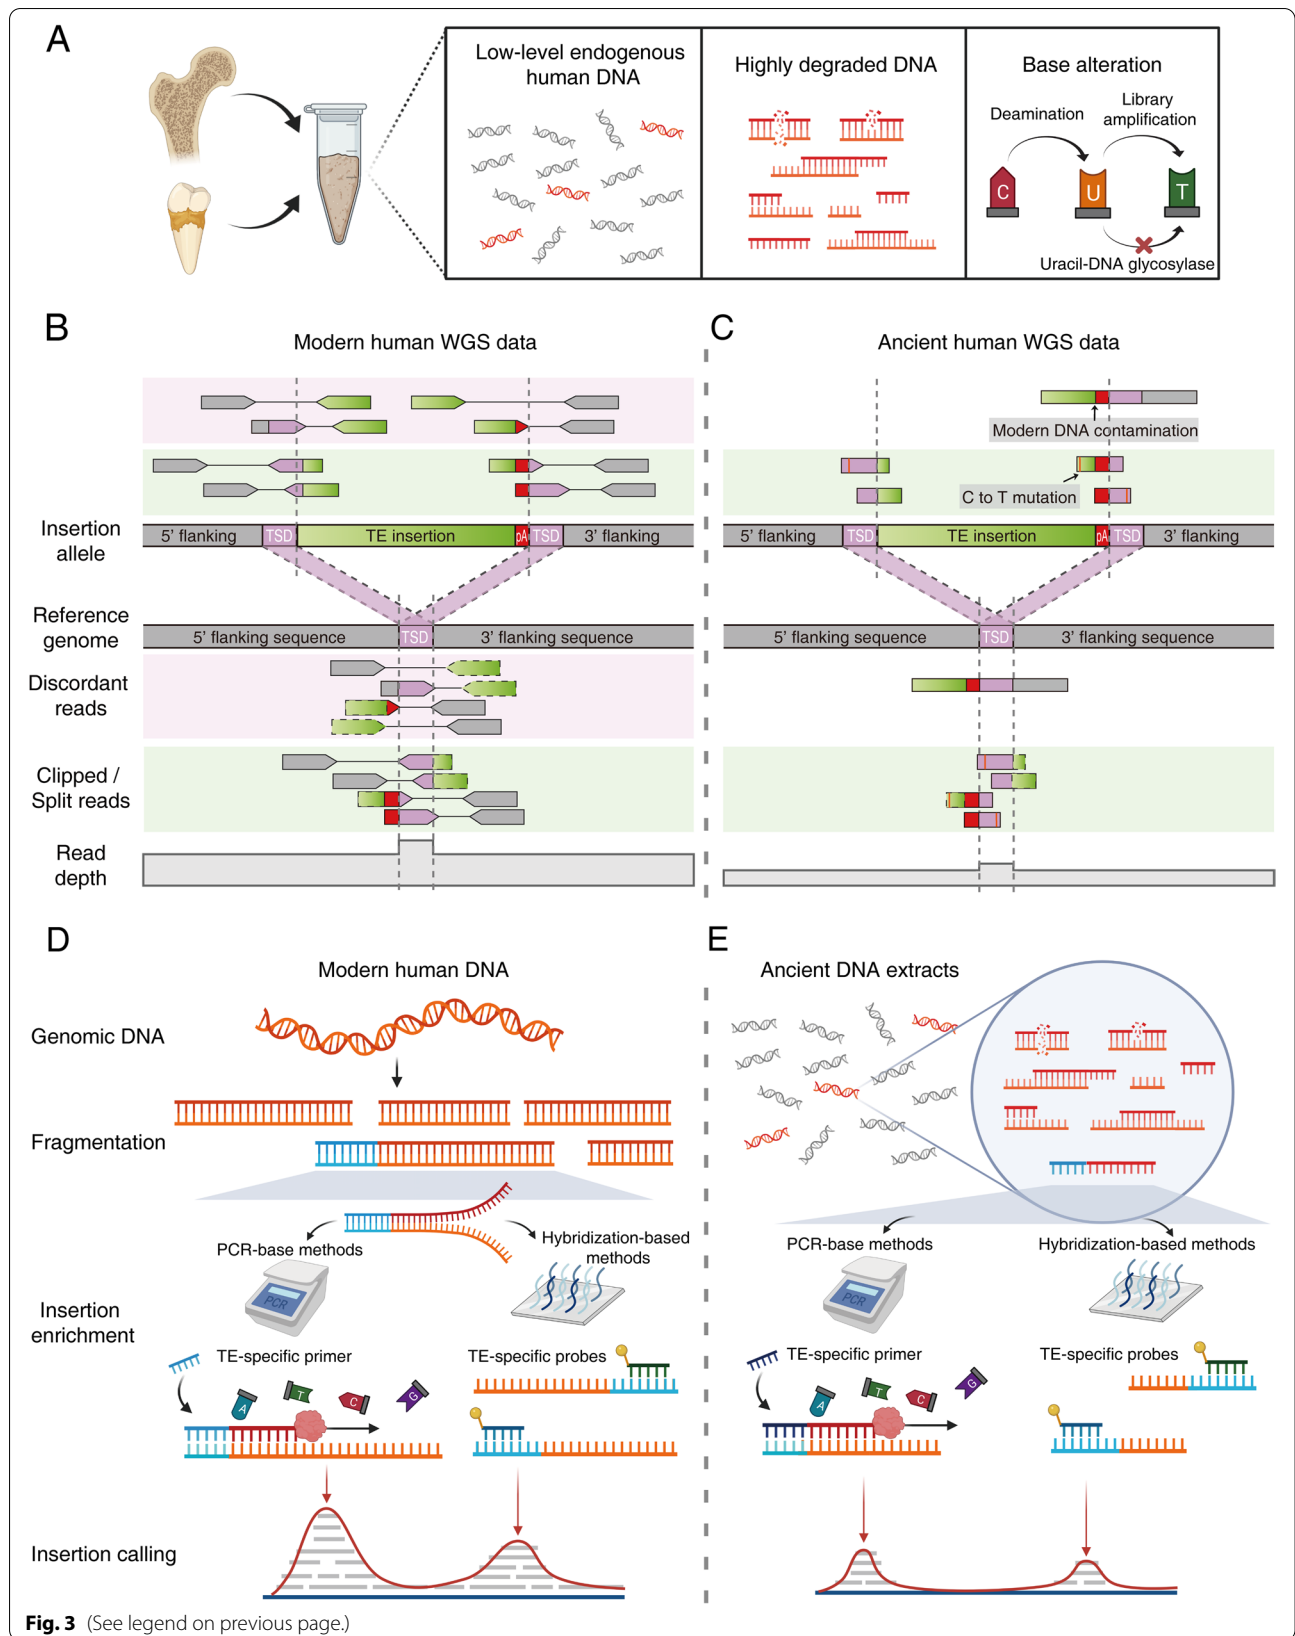 A
Low-level endogenous
human DNA
Highly degraded DNA
Base alteration
Deamination
Library
amplification
C
U
T
Uracil-DNA glycosylase
B
Modern human WGS data
Insertion
allele
5’ flanking
TSD
TE insertion
pA
TSD
3’ flanking
Reference
genome
5’ flanking sequence
TSD
3’ flanking sequence
Discordant
reads
Clipped /
Split reads
Read
depth
C
Ancient human WGS data
Modern DNA contamination
C to T mutation
5’ flanking
TSD
TE insertion
pA
TSD
3’ flanking
5’ flanking sequence
TSD
3’ flanking sequence
D
Modern human DNA
Genomic DNA
Fragmentation
PCR-base methods
Hybridization-based
methods
PCR
Insertion
enrichment
TE-specific primer
TE-specific probes
A
T
C
G
Insertion calling
E
Ancient DNA extracts
PCR-base methods
Hybridization-based methods
PCR
TE-specific primer
TE-specific probes
A
T
C
G
Fig. 3 (See legend on previous page.)